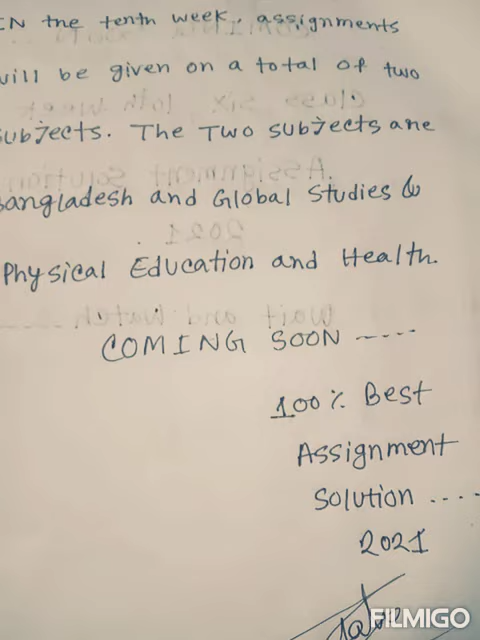 IN the tenth week, assignments
will be given on a total of two
subjects. The Two subjects are
Bangladesh and Global Studies &
Physical Education and Health.
COMING SOON -----
100% Best
Assignment
Solution ....
2021
FILMIGO